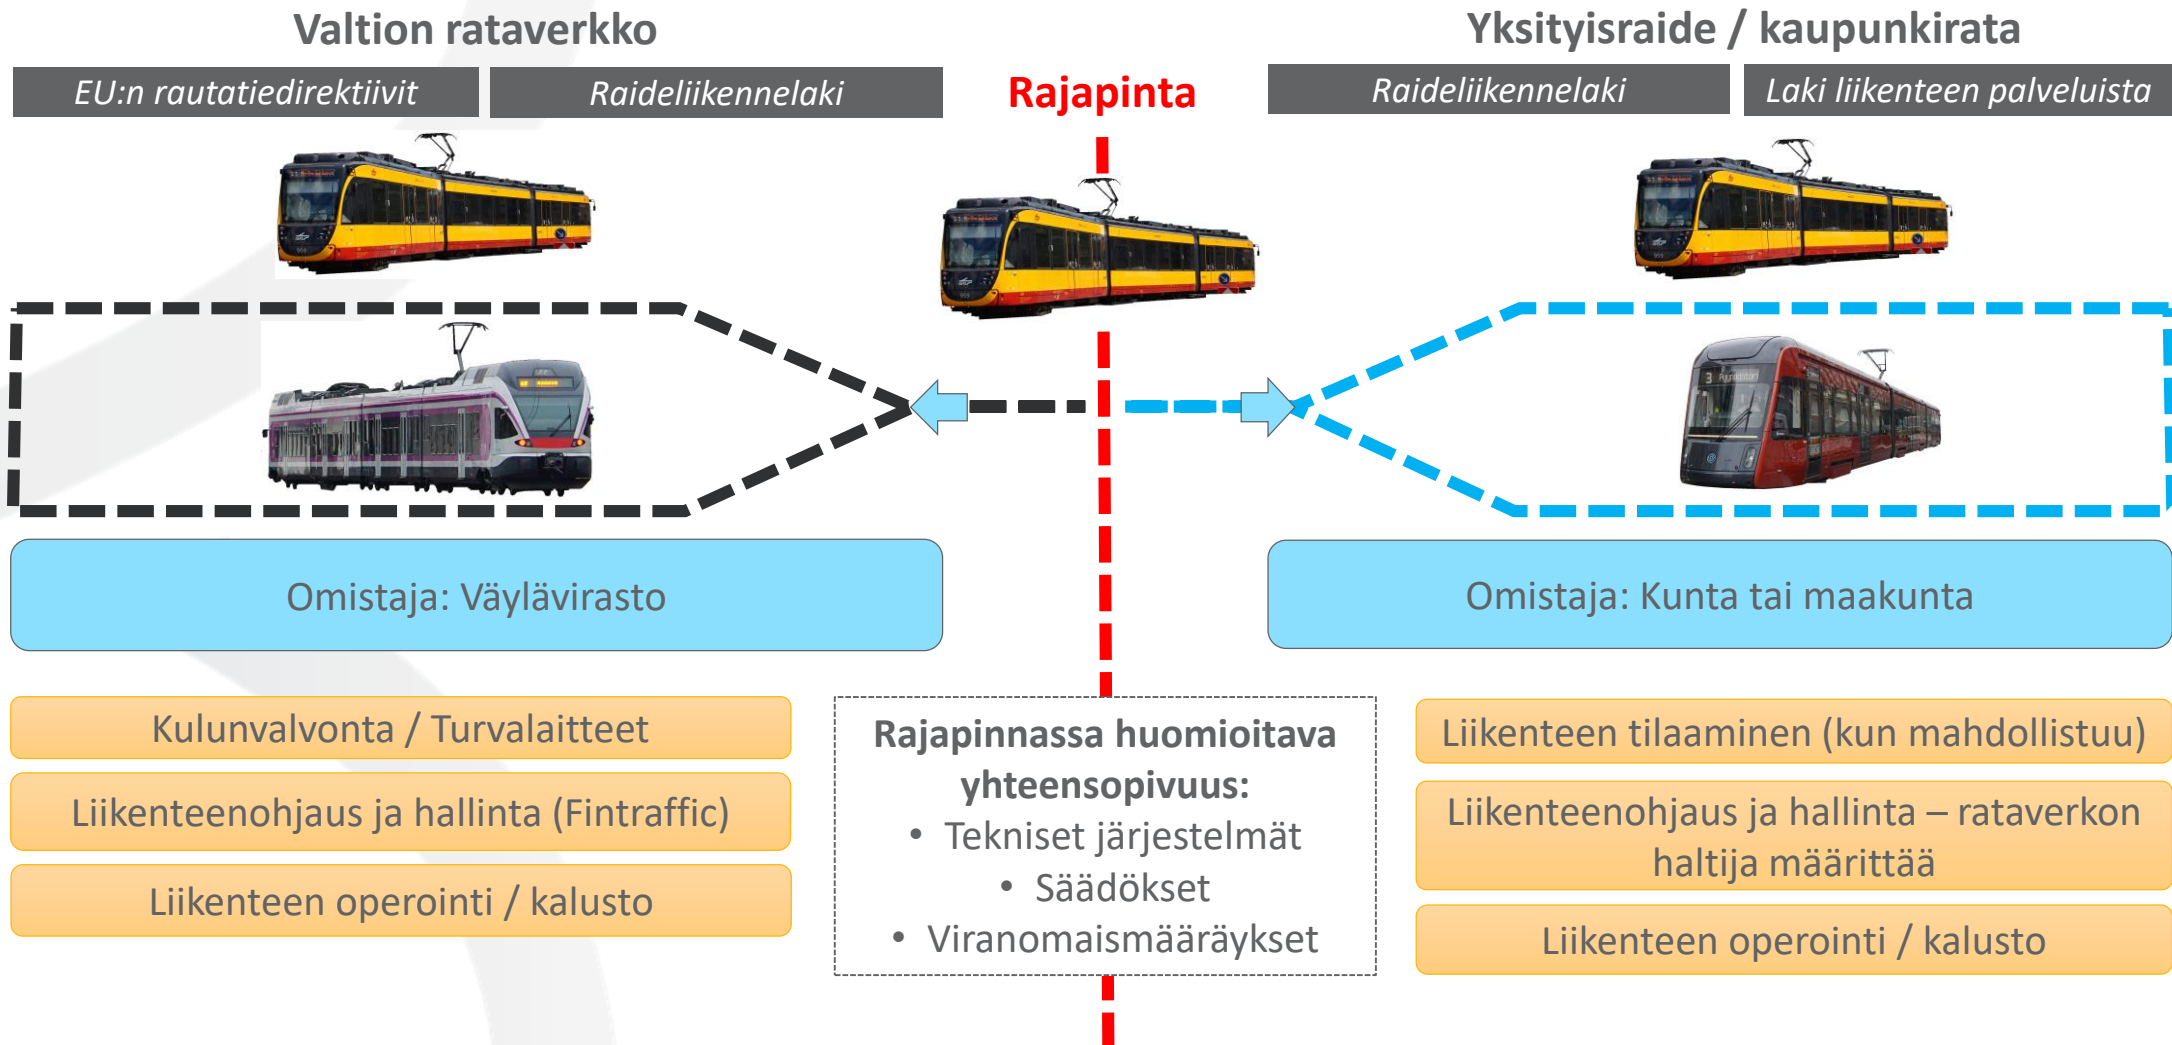 Valtion rataverkko
Yksityisraide / kaupunkirata
EU:n rautatiedirektiivit
Raideliikennelaki
Rajapinta
Raideliikennelaki
Laki liikenteen palveluista
3
Omistaja: Väylävirasto
Omistaja: Kunta tai maakunta
Kulunvalvonta / Turvalaitteet
Liikenteenohjaus ja hallinta (Fintraffic)
Liikenteen operointi / kalusto
Rajapinnassa huomioitava
yhteensopivuus:
• Tekniset järjestelmät
• Säädökset
• Viranomaismääräykset
Liikenteen tilaaminen (kun mahdollistuu)
Liikenteenohjaus ja hallinta – rataverkon
haltija määrittää
Liikenteen operointi / kalusto